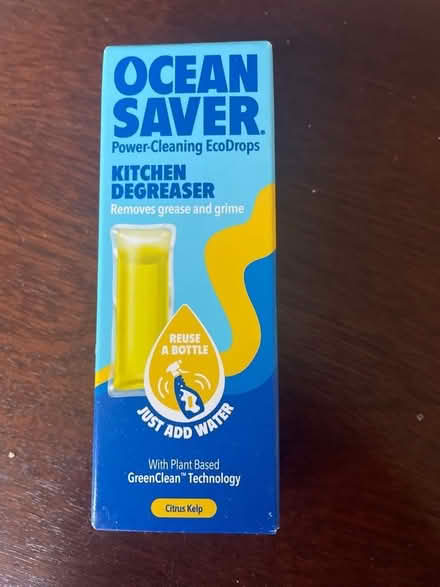 OCEAN
SAVER®
Power-Cleaning EcoDrops
KITCHEN
DEGREASER
Removes grease and grime
REUSE
A BOTTLE
JUST ADD WATER
With Plant Based
GreenClean™ Technology
Citrus Kelp